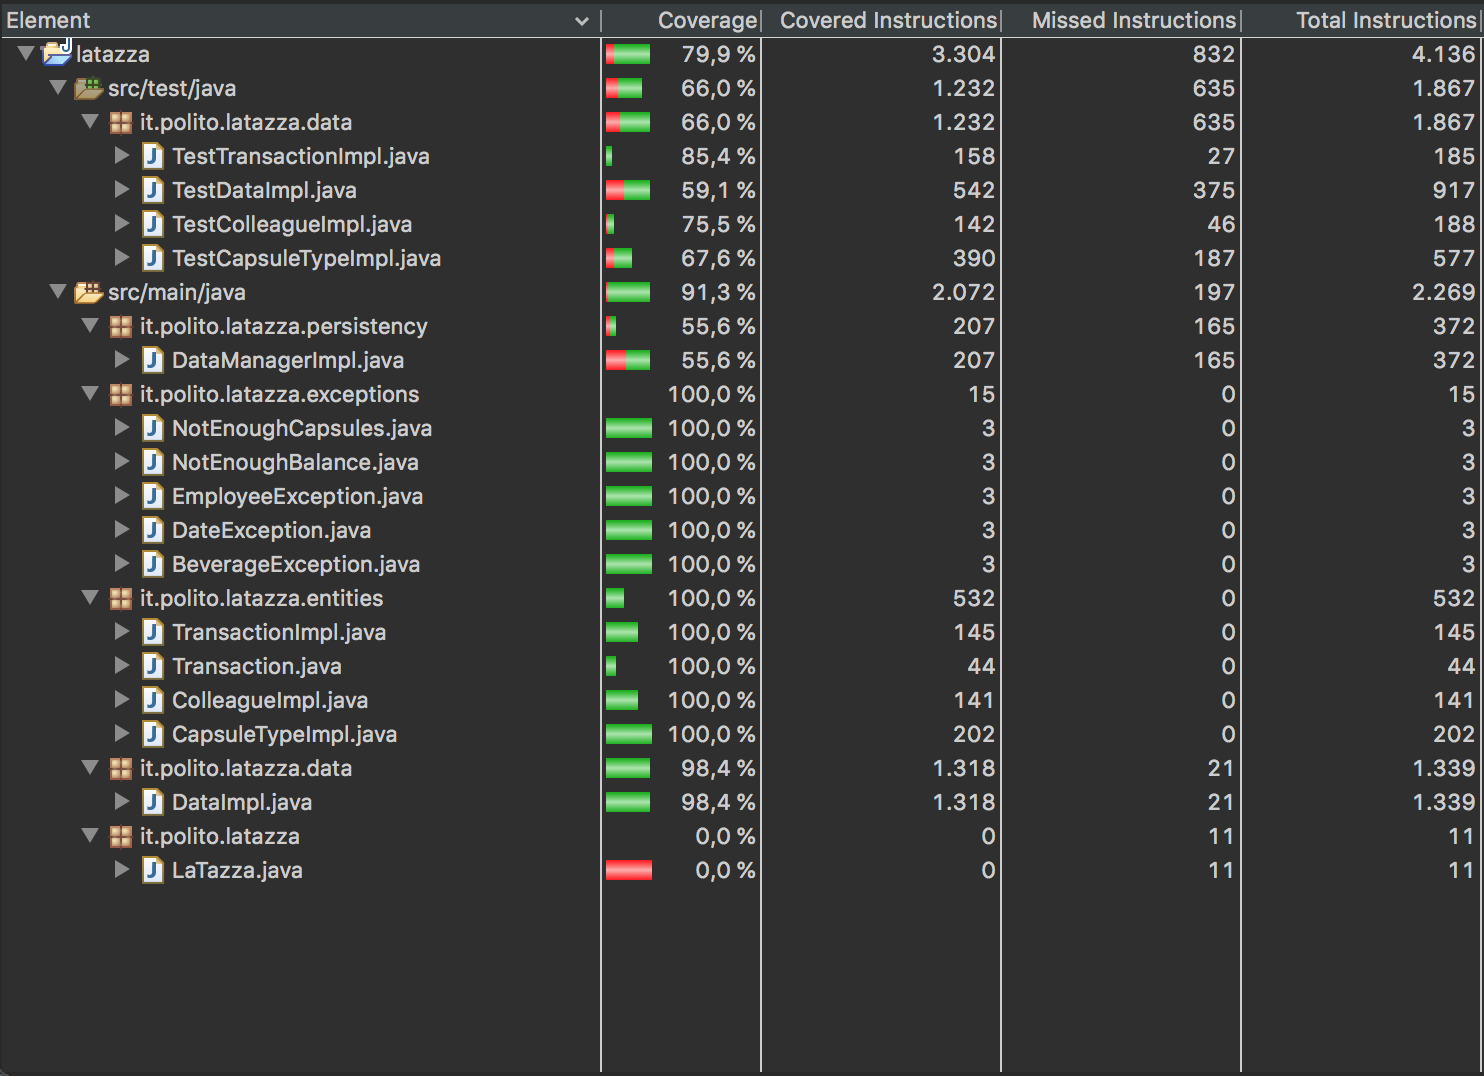 Element Coverage Covered Instructions Missed Instructions Total Instructions
latazza 79,9 % 3.304 832 4.136
src/test/java 66,0 % 1.232 635 1.867
it.polito.latazza.data 66,0 % 1.232 635 1.867
TestTransactionImpl.java 85,4 % 158 27 185
TestDataImpl.java 59,1 % 542 375 917
TestColleagueImpl.java 75,5 % 142 46 188
TestCapsuleTypeImpl.java 67,6 % 390 187 577
src/main/java 91,3 % 2.072 197 2.269
it.polito.latazza.persistency 55,6 % 207 165 372
DataManagerImpl.java 55,6 % 207 165 372
it.polito.latazza.exceptions 100,0 % 15 0 15
NotEnoughCapsules.java 100,0 % 3 0 3
NotEnoughBalance.java 100,0 % 3 0 3
EmployeeException.java 100,0 % 3 0 3
DateException.java 100,0 % 3 0 3
BeverageException.java 100,0 % 3 0 3
it.polito.latazza.entities 100,0 % 532 0 532
TransactionImpl.java 100,0 % 145 0 145
Transaction.java 100,0 % 44 0 44
ColleagueImpl.java 100,0 % 141 0 141
CapsuleTypeImpl.java 100,0 % 202 0 202
it.polito.latazza.data 98,4 % 1.318 21 1.339
DataImpl.java 98,4 % 1.318 21 1.339
it.polito.latazza 0,0 % 0 11 11
LaTazza.java 0,0 % 0 11 11